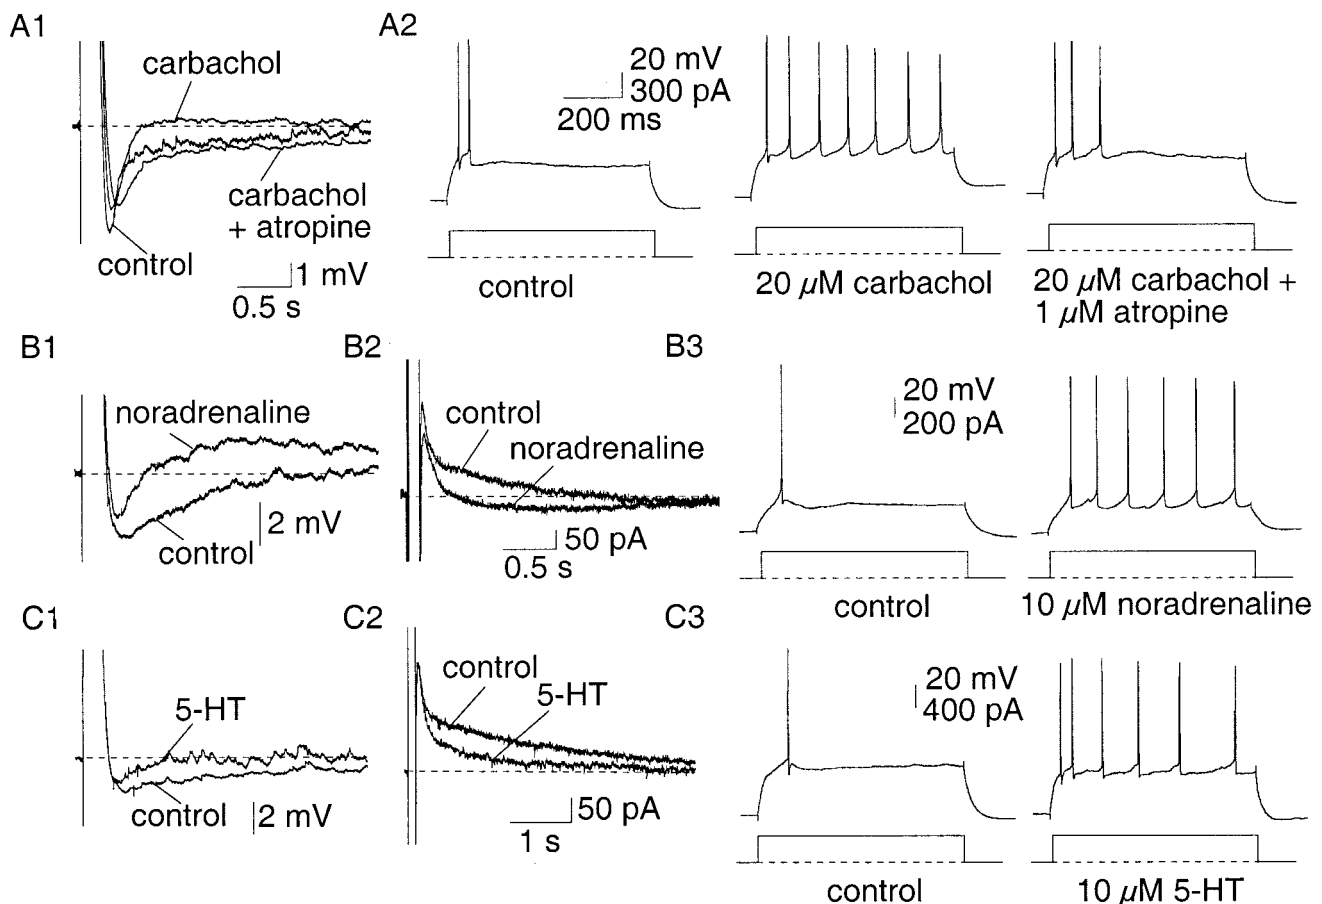 A1
carbachol
carbachol
+ atropine
control
1 mV
0.5 s
A2
20 mV
300 pA
200 ms
control
20 µM carbachol
20 µM carbachol +
1 µM atropine
B1
noradrenaline
control
2 mV
B2
control
noradrenaline
50 pA
0.5 s
B3
20 mV
200 pA
control
10 µM noradrenaline
C1
5-HT
control
2 mV
C2
control
5-HT
50 pA
1 s
C3
20 mV
400 pA
control
10 µM 5-HT